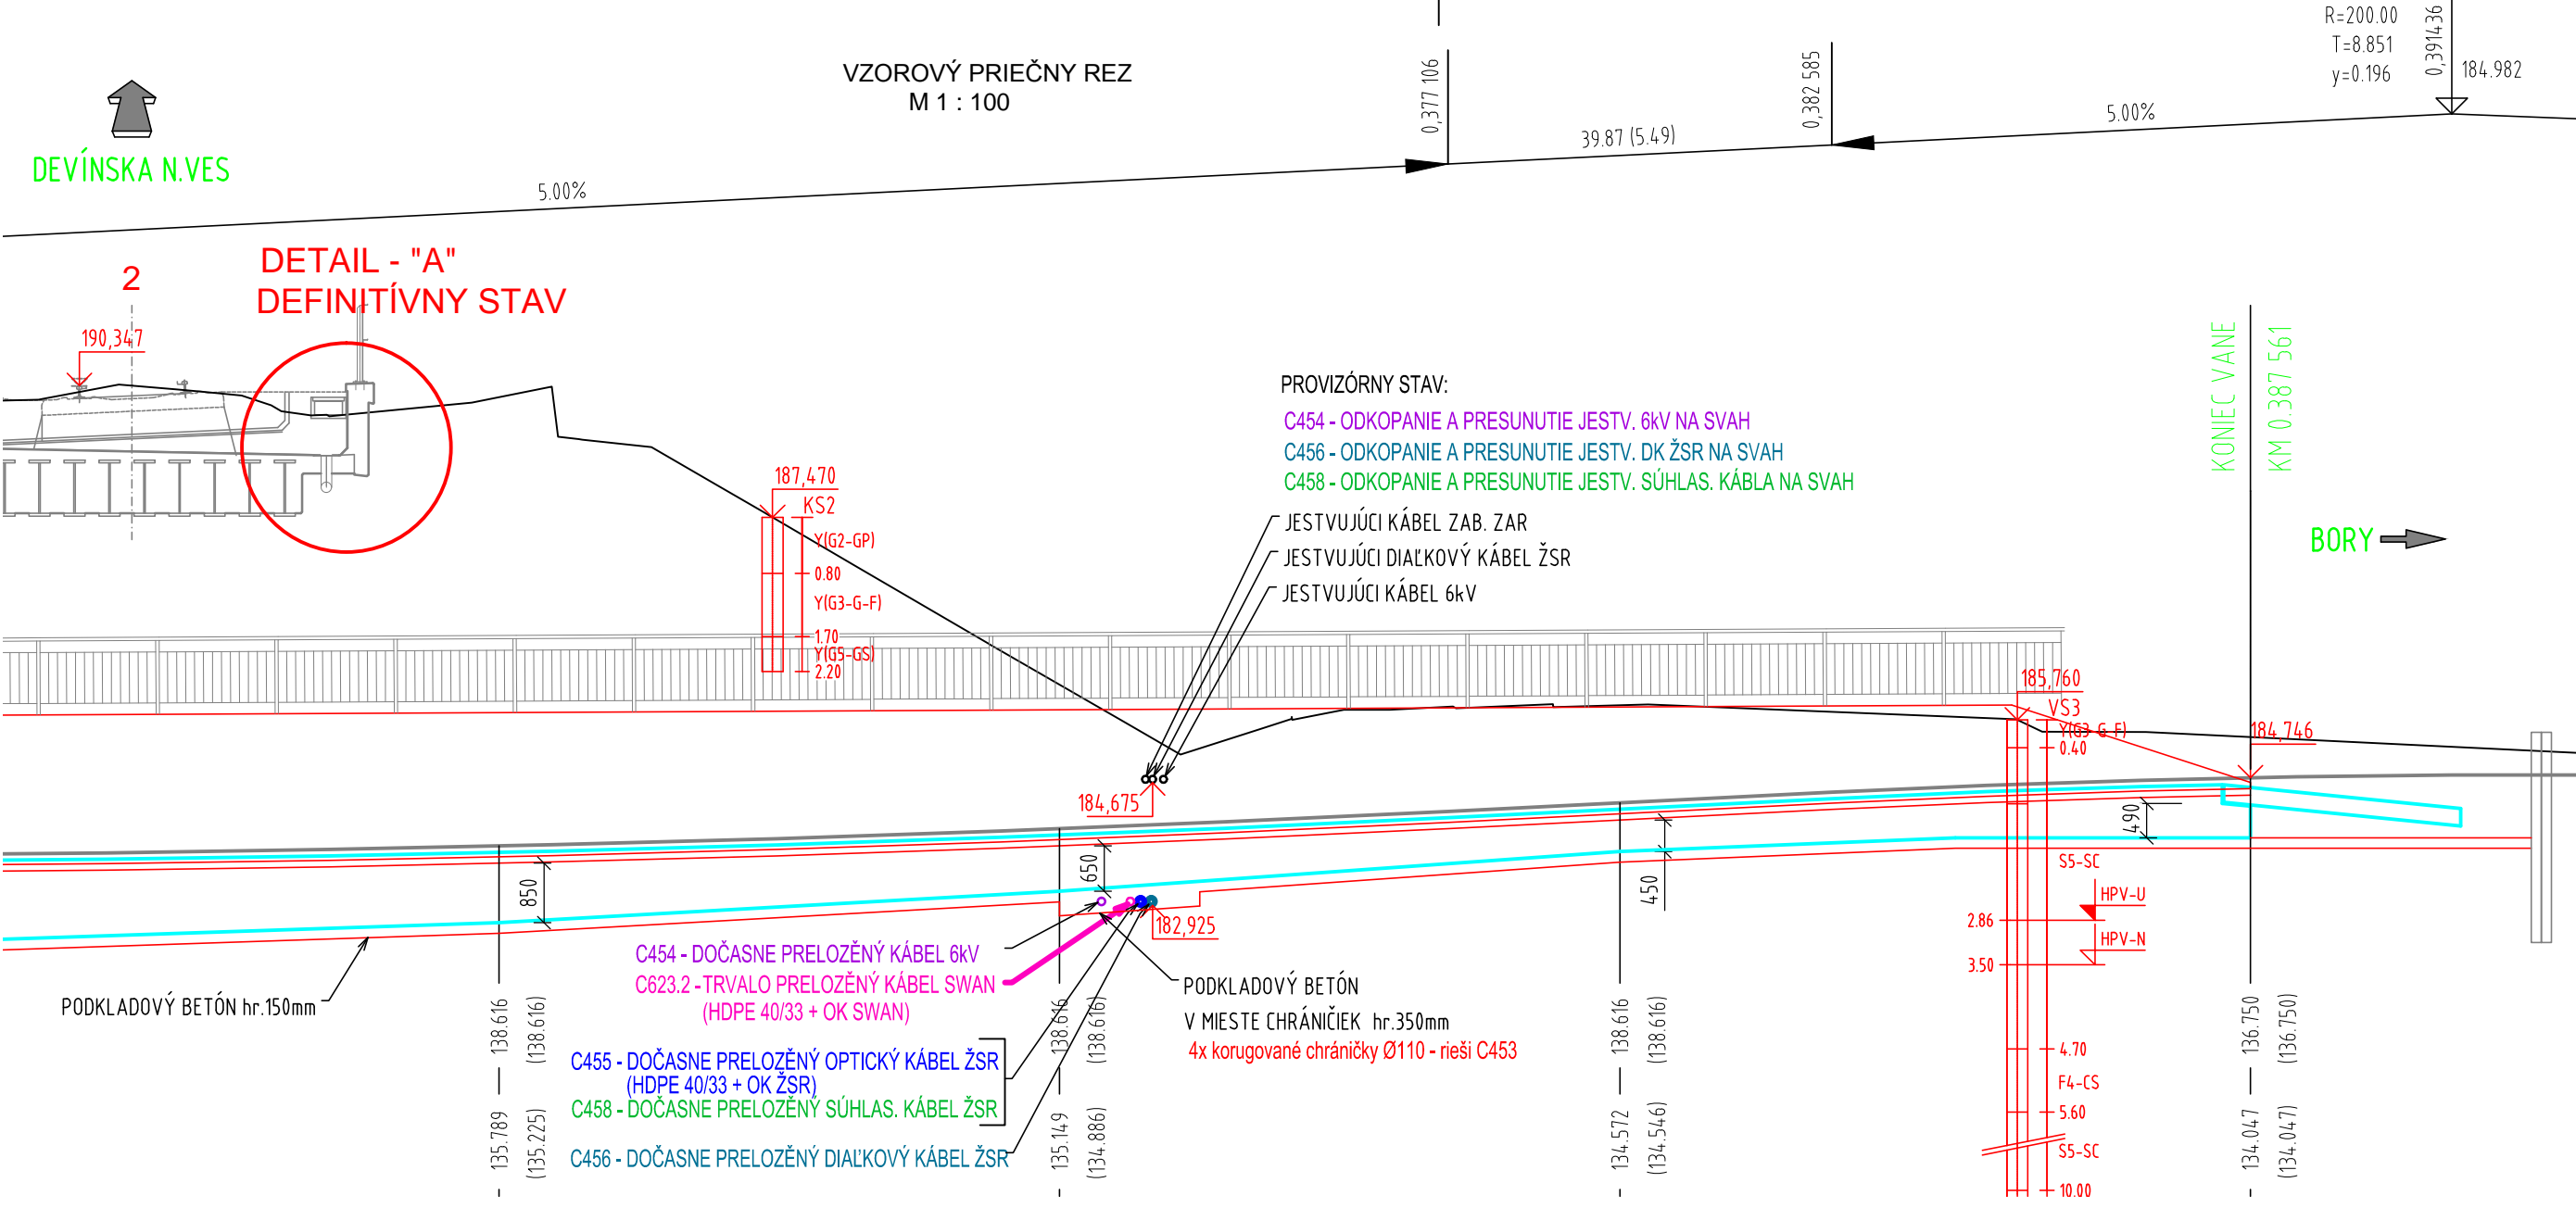 VZOROVÝ PRIEČNY REZ
M 1 : 100
DEVÍNSKA N.VES
5.00%
0,377 106
39.87 (5.49)
0,382 585
5.00%
R=200.00
T=8.851
y=0.196
0,391436
184.982
2
DETAIL - "A"
DEFINITÍVNY STAV
190,347
187,470
KS2
Y(G2-GP)
0.80
Y(G3-G-F)
1.70
Y(G5-GS)
2.20
PROVIZÓRNY STAV:
C454 - ODKOPANIE A PRESUNUTIE JESTV. 6kV NA SVAH
C456 - ODKOPANIE A PRESUNUTIE JESTV. DK ŽSR NA SVAH
C458 - ODKOPANIE A PRESUNUTIE JESTV. SÚHLAS. KÁBLA NA SVAH
JESTVUJÚCI KÁBEL ZAB. ZAR
JESTVUJÚCI DIAĽKOVÝ KÁBEL ŽSR
JESTVUJÚCI KÁBEL 6kV
KONIEC VANE
KM 0.387 561
BORY
185,760
VS3
Y(G3-G-F)
0.40
184,746
184,675
490
850
650
450
S5-SC
HPV-U
2.86
HPV-N
3.50
182,925
C454 - DOČASNE PRELOZĚNÝ KÁBEL 6kV
C623.2 - TRVALO PRELOZĚNÝ KÁBEL SWAN
(HDPE 40/33 + OK SWAN)
PODKLADOVÝ BETÓN hr.150mm
PODKLADOVÝ BETÓN
V MIESTE CHRÁNIČIEK hr.350mm
4x korugované chráničky Ø110 - rieši C453
C455 - DOČASNE PRELOZĚNÝ OPTICKÝ KÁBEL ŽSR
(HDPE 40/33 + OK ŽSR)
C458 - DOČASNE PRELOZĚNÝ SÚHLAS. KÁBEL ŽSR
C456 - DOČASNE PRELOZĚNÝ DIAĽKOVÝ KÁBEL ŽSR
138.616
(138.616)
138.616
(138.616)
138.616
(138.616)
136.750
(136.750)
4.70
F4-CS
5.60
S5-SC
10.00
135.789
(135.225)
135.149
(134.886)
134.572
(134.546)
134.047
(134.047)